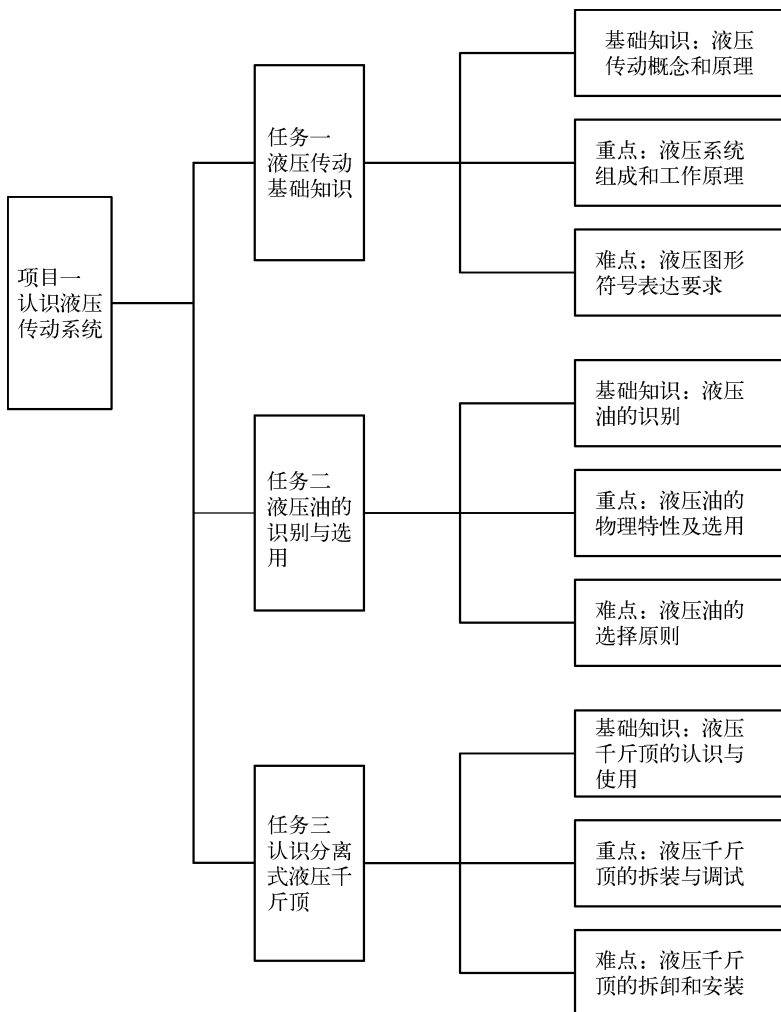 项目一
认识液压
传动系统
任务一
液压传动
基础知识
基础知识：液压
传动概念和原理
重点：液压系统
组成和工作原理
难点：液压图形
符号表达要求
任务二
液压油的
识别与选
用
基础知识：液压
油的识别
重点：液压油的
物理特性及选用
难点：液压油的
选择原则
任务三
认识分离
式液压千
斤顶
基础知识：液压
千斤顶的认识与
使用
重点：液压千斤
顶的拆装与调试
难点：液压千斤
顶的拆卸和安装